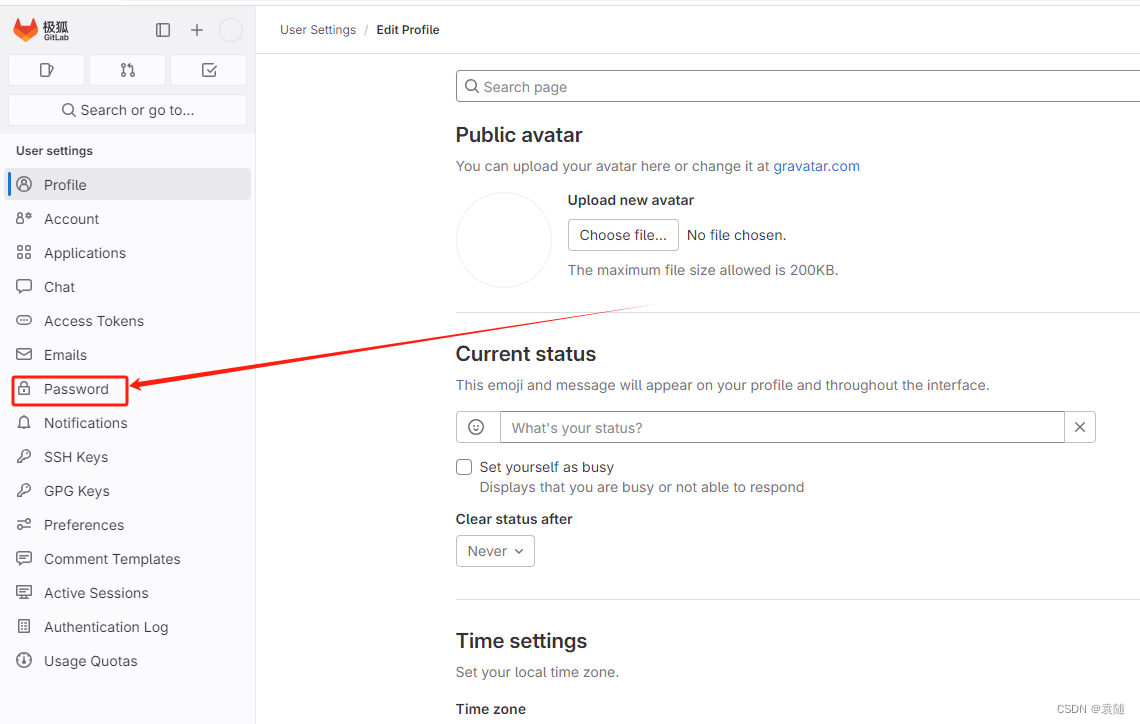 极狐
GitLab
User Settings / Edit Profile
Search or go to...
User settings
Profile
Account
Applications
Chat
Access Tokens
Emails
Password
Notifications
SSH Keys
GPG Keys
Preferences
Comment Templates
Active Sessions
Authentication Log
Usage Quotas
Search page
Public avatar
You can upload your avatar here or change it at gravatar.com
Upload new avatar
Choose file... No file chosen.
The maximum file size allowed is 200KB.
Current status
This emoji and message will appear on your profile and throughout the interface.
What's your status?
Set yourself as busy
Displays that you are busy or not able to respond
Clear status after
Never
Time settings
Set your local time zone.
Time zone
CSDN @袁随